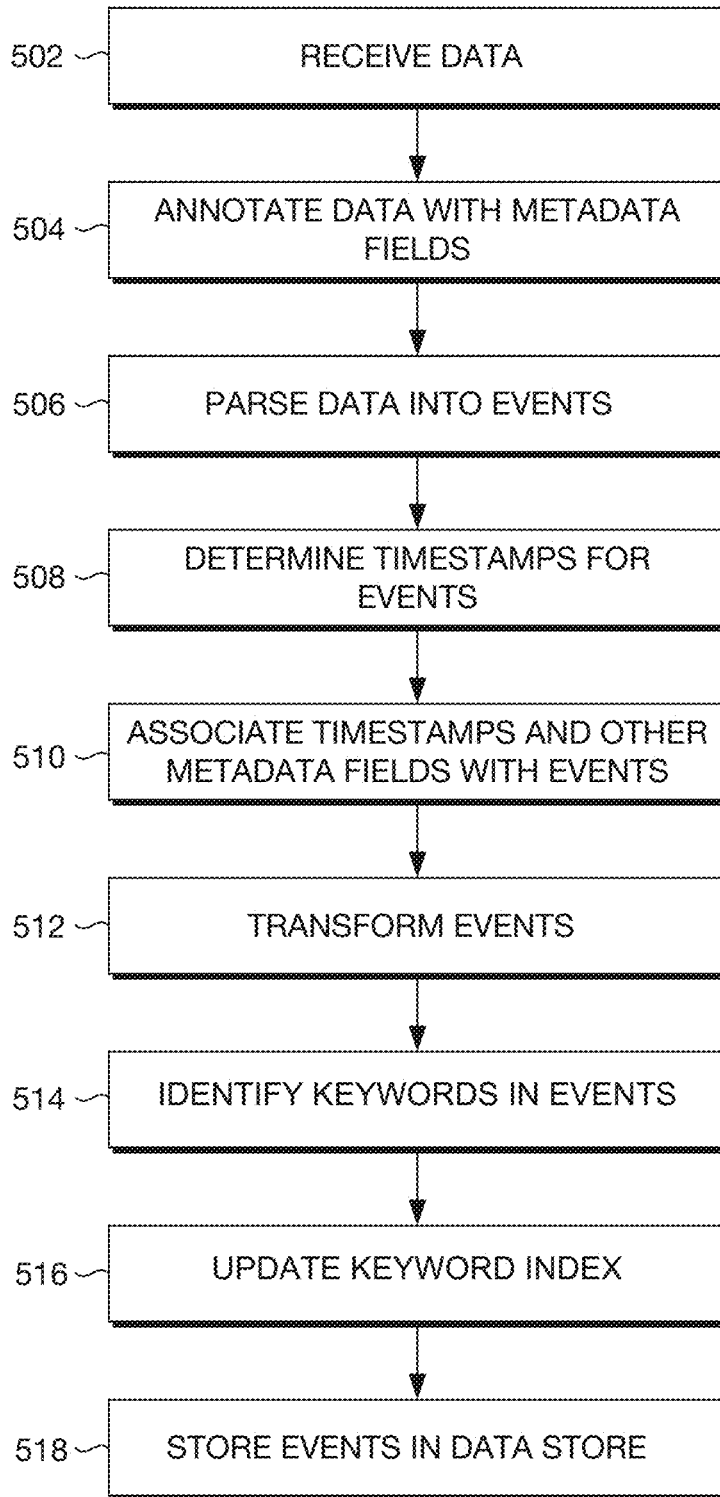 502
RECEIVE DATA
504
ANNOTATE DATA WITH METADATA
FIELDS
506
PARSE DATA INTO EVENTS
508
DETERMINE TIMESTAMPS FOR
EVENTS
510
ASSOCIATE TIMESTAMPS AND OTHER
METADATA FIELDS WITH EVENTS
512
TRANSFORM EVENTS
514
IDENTIFY KEYWORDS IN EVENTS
516
UPDATE KEYWORD INDEX
518
STORE EVENTS IN DATA STORE